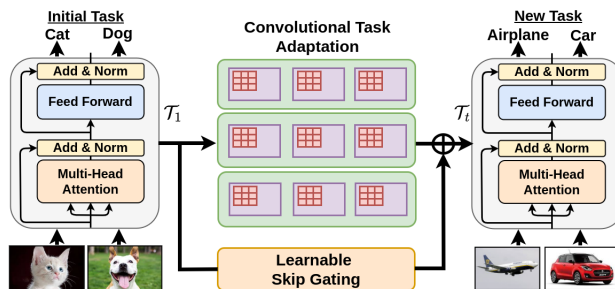 Initial Task
Cat Dog
Add & Norm
Feed Forward
Add & Norm
Multi-Head
Attention
𝒯₁
Convolutional Task
Adaptation
Learnable
Skip Gating
𝒯ₜ
New Task
Airplane Car
Add & Norm
Feed Forward
Add & Norm
Multi-Head
Attention